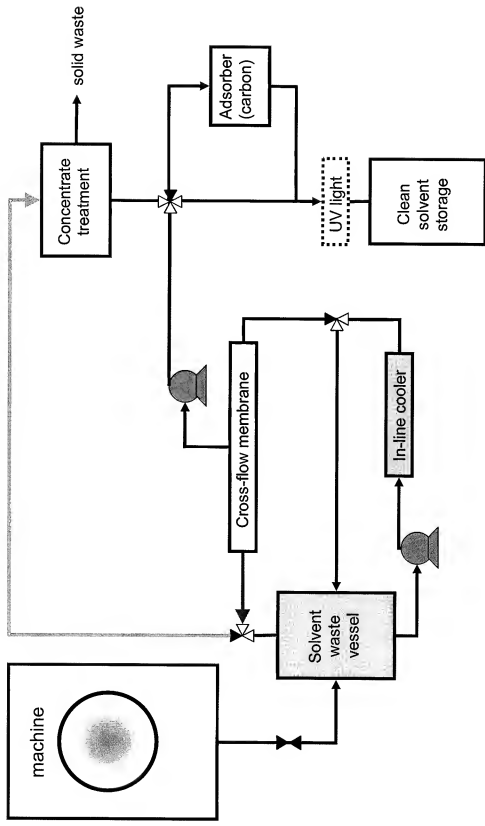 machine
Solvent
waste
vessel
In-line cooler
Cross-flow membrane
Concentrate
treatment
solid waste
Adsorber
(carbon)
UV light
Clean
solvent
storage